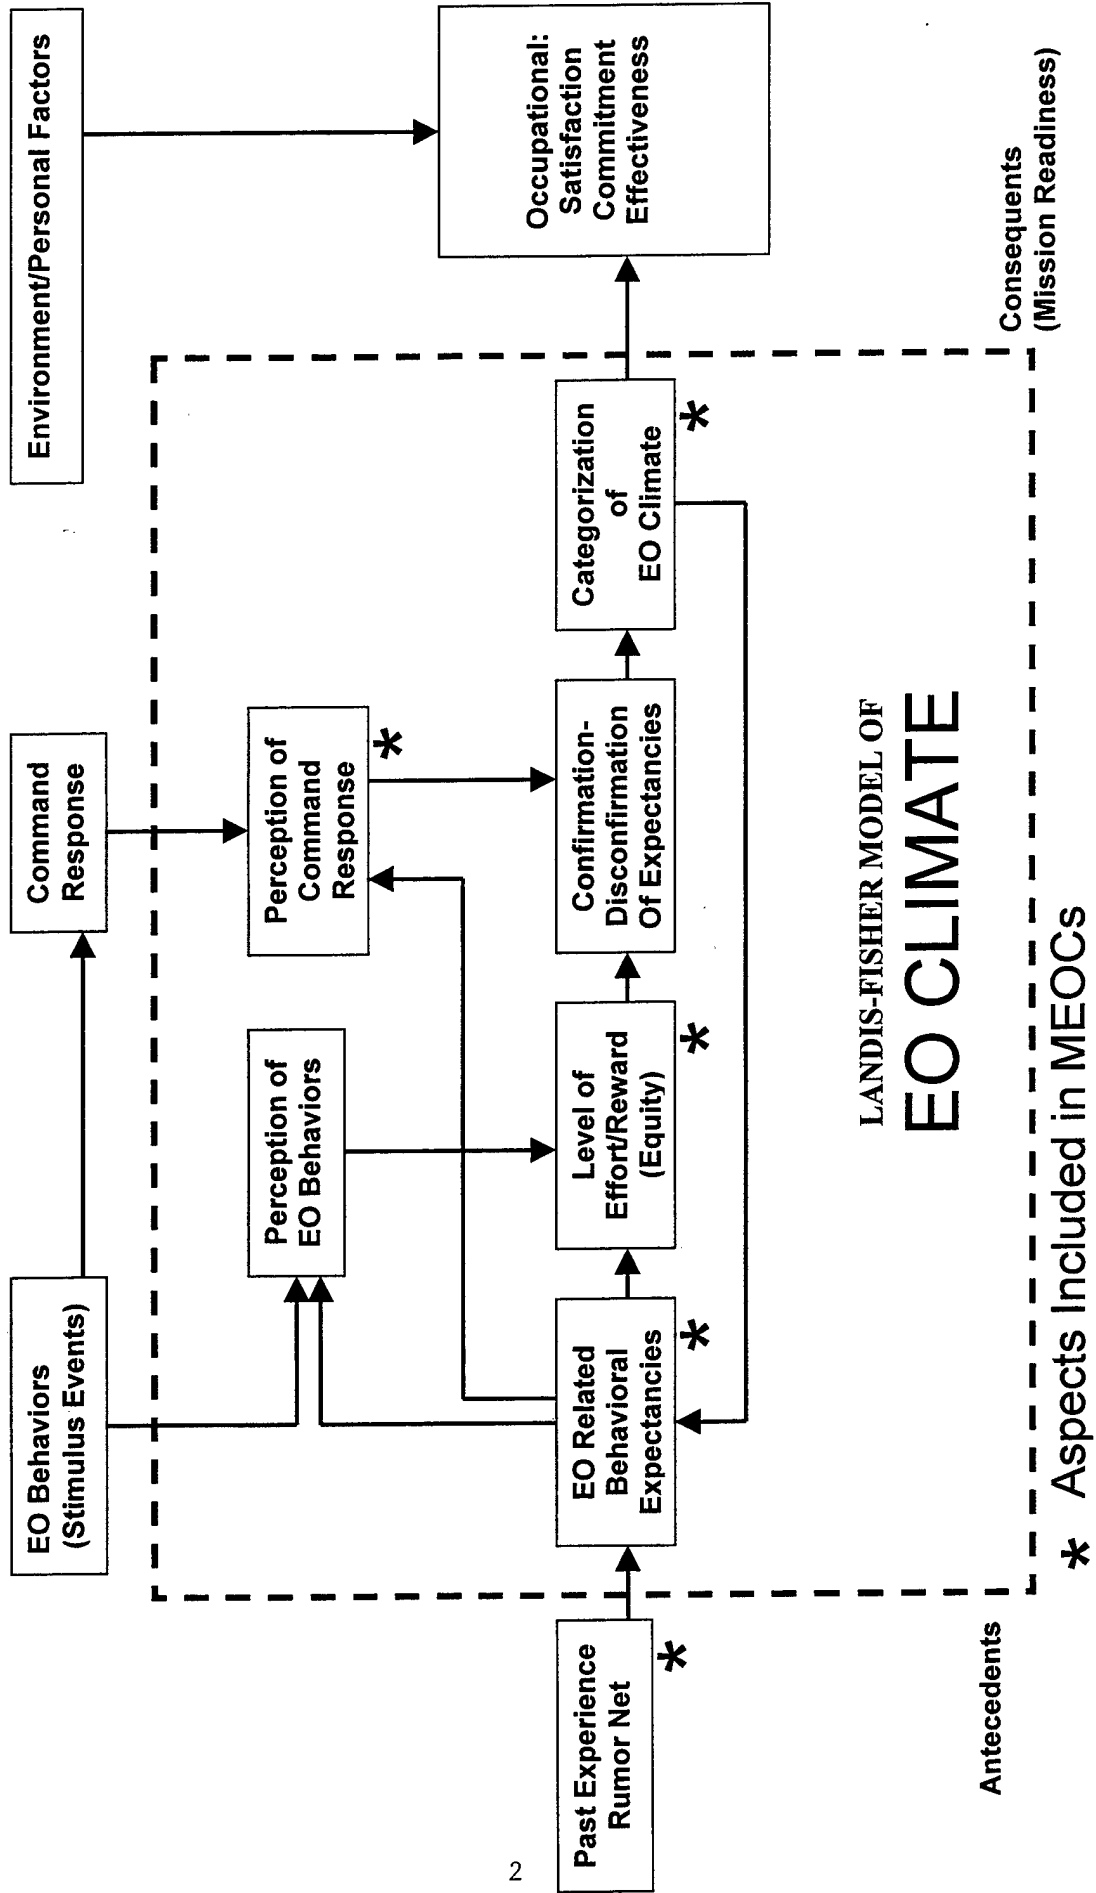 EO Behaviors
(Stimulus Events)
Command
Response
Environment/Personal Factors
Perception of
EO Behaviors
Perception of
Command
Response
*
Past Experience
Rumor Net
*
EO Related
Behavioral
Expectancies
*
Level of
Effort/Reward
(Equity)
*
Confirmation-
Disconfirmation
Of Expectancies
Categorization
of
EO Climate
*
Occupational:
Satisfaction
Commitment
Effectiveness
LANDIS-FISHER MODEL OF
EO CLIMATE
Antecedents
Consequents
(Mission Readiness)
* Aspects Included in MEOCs
2